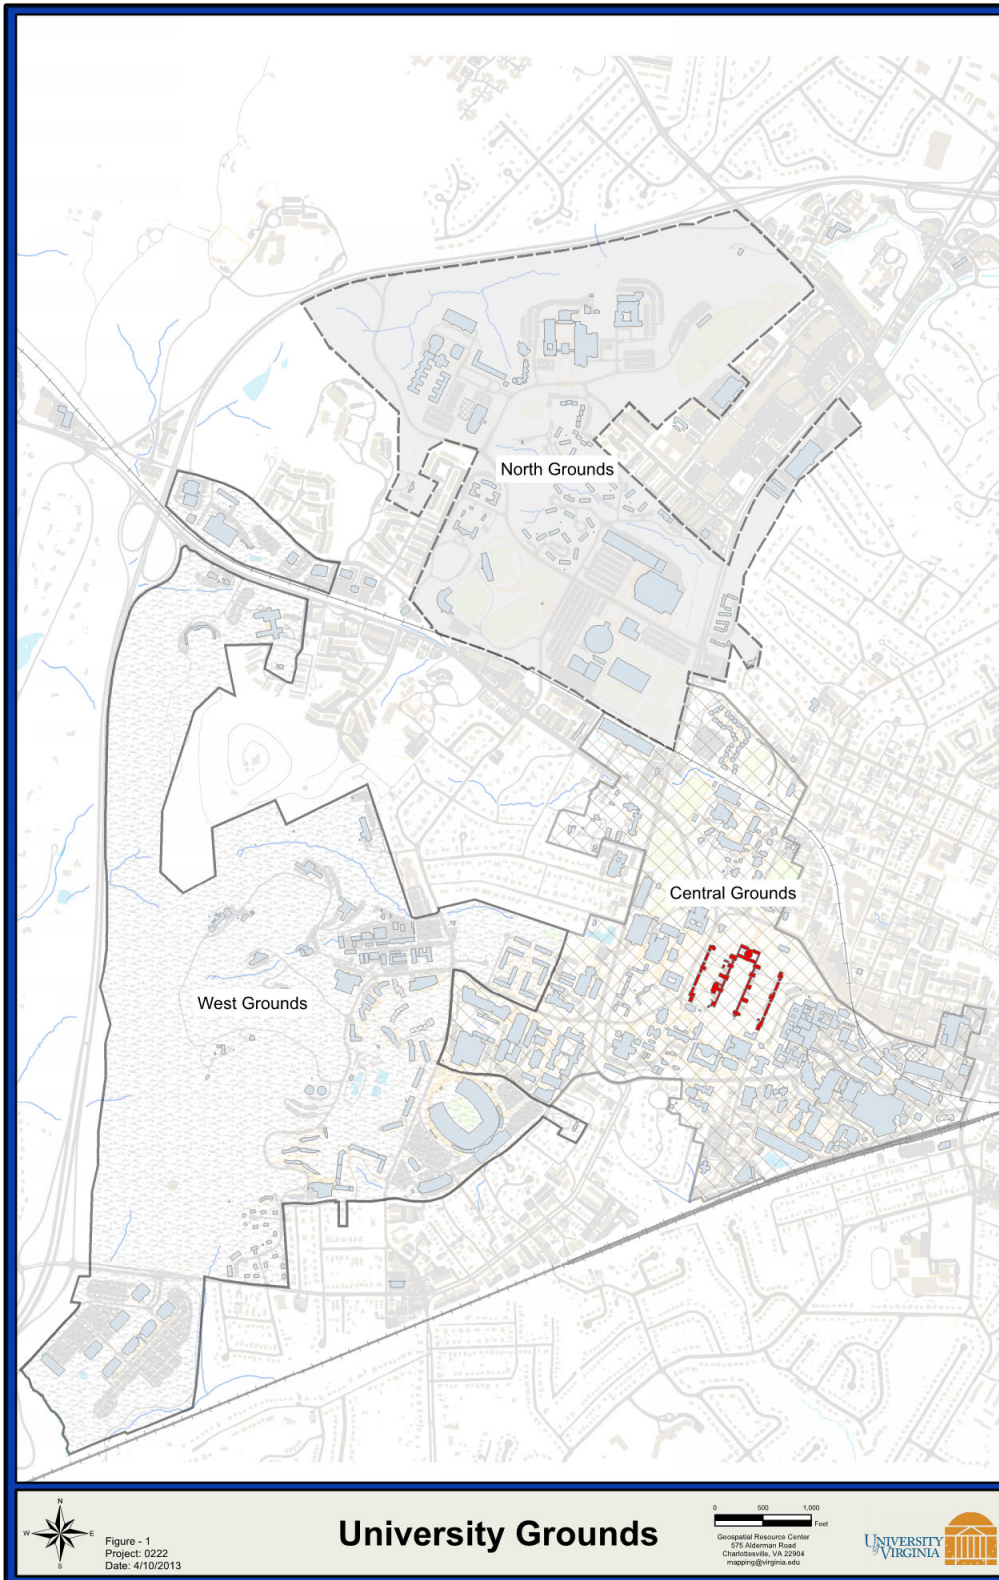 North Grounds
Central Grounds
West Grounds
N
W E
S
Figure - 1
Project: 0222
Date: 4/10/2013
University Grounds
0 500 1,000
Feet
Geospatial Resource Center
575 Alderman Road
Charlottesville, VA 22904
mapping@virginia.edu
UNIVERSITY
of VIRGINIA